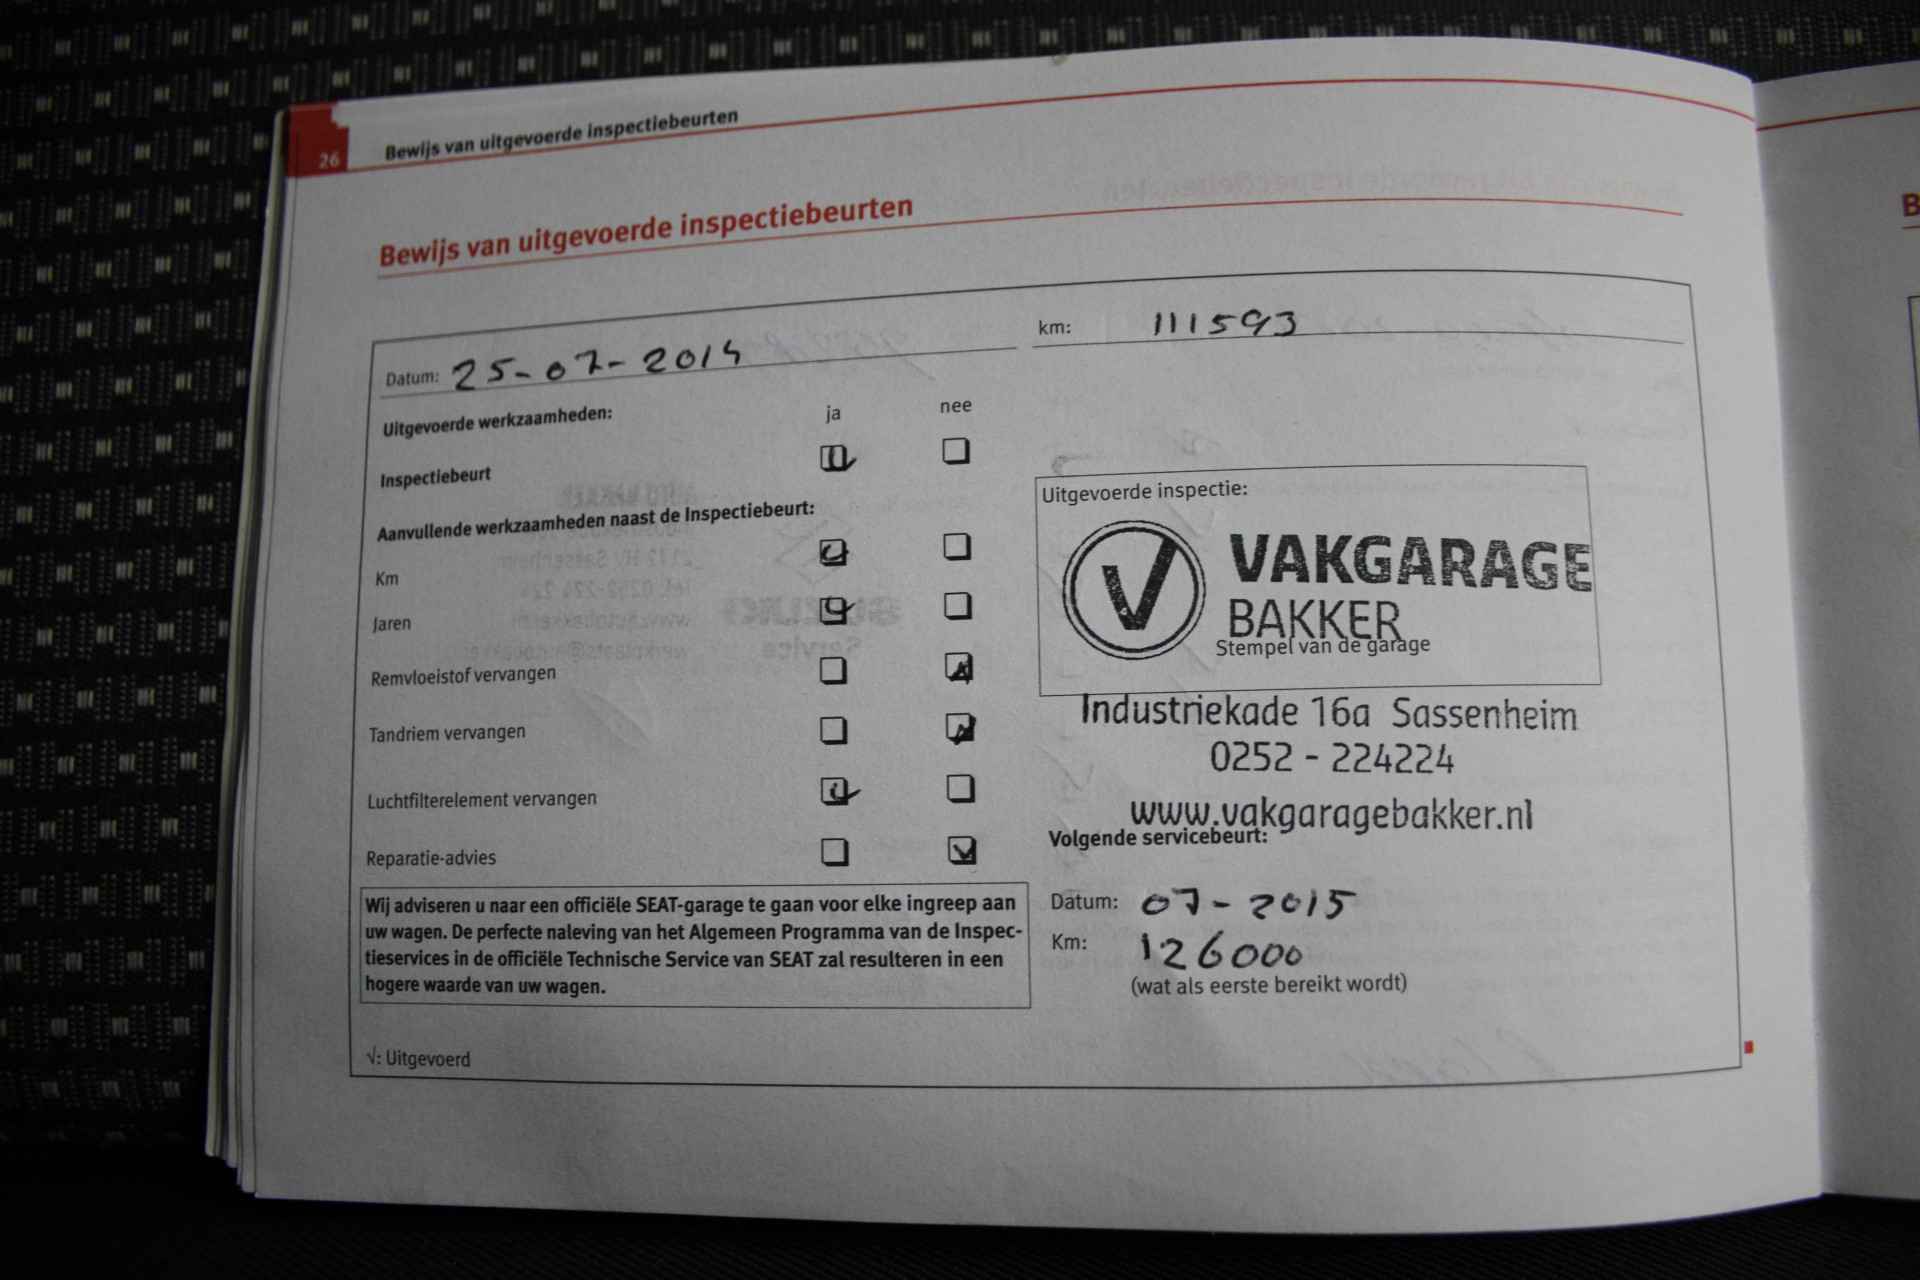 26
Bewijs van uitgevoerde inspectiebeurten
Bewijs van uitgevoerde inspectiebeurten
Datum: 25-07-2014
km: 111593
Uitgevoerde werkzaamheden:
ja nee
Inspectiebeurt
Aanvullende werkzaamheden naast de Inspectiebeurt:
Km
Jaren
Remvloeistof vervangen
Tandriem vervangen
Luchtfilterelement vervangen
Reparatie-advies
Wij adviseren u naar een officiële SEAT-garage te gaan voor elke ingreep aan
uw wagen. De perfecte naleving van het Algemeen Programma van de Inspec-
tieservices in de officiële Technische Service van SEAT zal resulteren in een
hogere waarde van uw wagen.
√: Uitgevoerd
Uitgevoerde inspectie:
VAKGARAGE
BAKKER
Stempel van de garage
Industriekade 16a Sassenheim
0252 - 224224
www.vakgaragebakker.nl
Volgende servicebeurt:
Datum: 07-2015
Km: 126000
(wat als eerste bereikt wordt)
B